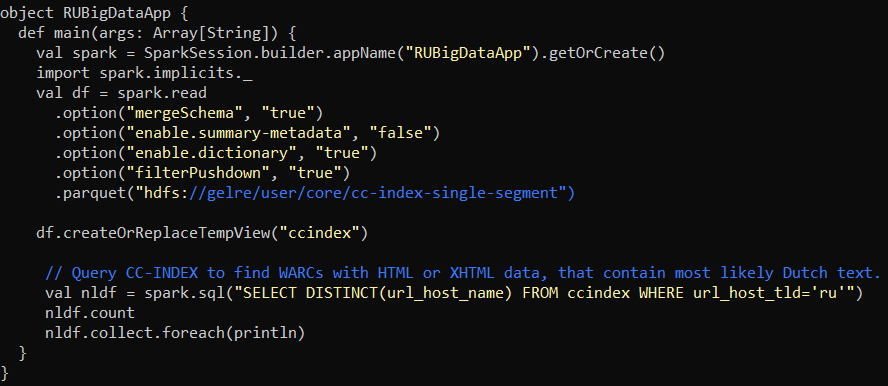 object RUBigDataApp {
  def main(args: Array[String]) {
    val spark = SparkSession.builder.appName("RUBigDataApp").getOrCreate()
    import spark.implicits._
    val df = spark.read
      .option("mergeSchema", "true")
      .option("enable.summary-metadata", "false")
      .option("enable.dictionary", "true")
      .option("filterPushdown", "true")
      .parquet("hdfs://gelre/user/core/cc-index-single-segment")

    df.createOrReplaceTempView("ccindex")

     // Query CC-INDEX to find WARCs with HTML or XHTML data, that contain most likely Dutch text.
     val nldf = spark.sql("SELECT DISTINCT(url_host_name) FROM ccindex WHERE url_host_tld='ru'")
     nldf.count
     nldf.collect.foreach(println)
  }
}